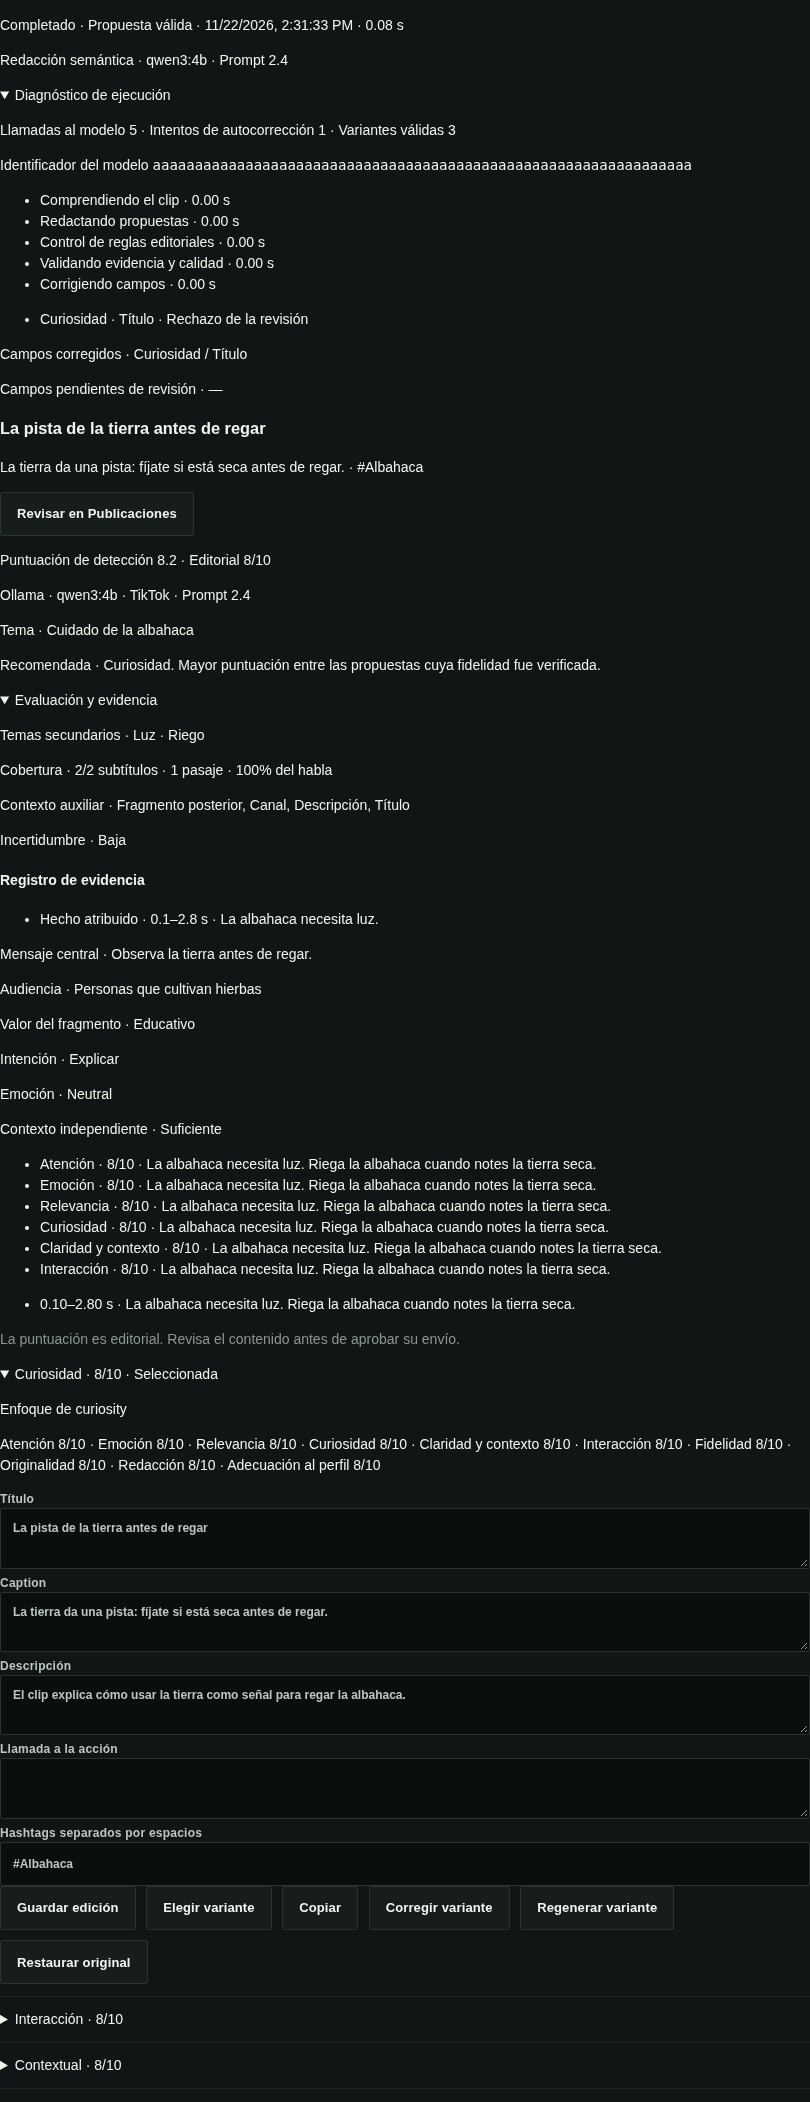 Completado · Propuesta válida · 11/22/2026, 2:31:33 PM · 0.08 s
Redacción semántica · qwen3:4b · Prompt 2.4
▼ Diagnóstico de ejecución
Llamadas al modelo 5 · Intentos de autocorrección 1 · Variantes válidas 3
Identificador del modelo aaaaaaaaaaaaaaaaaaaaaaaaaaaaaaaaaaaaaaaaaaaaaaaaaaaaaaaaaaaaaaaa
• Comprendiendo el clip · 0.00 s
• Redactando propuestas · 0.00 s
• Control de reglas editoriales · 0.00 s
• Validando evidencia y calidad · 0.00 s
• Corrigiendo campos · 0.00 s
• Curiosidad · Título · Rechazo de la revisión
Campos corregidos · Curiosidad / Título
Campos pendientes de revisión · —
La pista de la tierra antes de regar
La tierra da una pista: fíjate si está seca antes de regar. · #Albahaca
Revisar en Publicaciones
Puntuación de detección 8.2 · Editorial 8/10
Ollama · qwen3:4b · TikTok · Prompt 2.4
Tema · Cuidado de la albahaca
Recomendada · Curiosidad. Mayor puntuación entre las propuestas cuya fidelidad fue verificada.
▼ Evaluación y evidencia
Temas secundarios · Luz · Riego
Cobertura · 2/2 subtítulos · 1 pasaje · 100% del habla
Contexto auxiliar · Fragmento posterior, Canal, Descripción, Título
Incertidumbre · Baja
Registro de evidencia
• Hecho atribuido · 0.1–2.8 s · La albahaca necesita luz.
Mensaje central · Observa la tierra antes de regar.
Audiencia · Personas que cultivan hierbas
Valor del fragmento · Educativo
Intención · Explicar
Emoción · Neutral
Contexto independiente · Suficiente
• Atención · 8/10 · La albahaca necesita luz. Riega la albahaca cuando notes la tierra seca.
• Emoción · 8/10 · La albahaca necesita luz. Riega la albahaca cuando notes la tierra seca.
• Relevancia · 8/10 · La albahaca necesita luz. Riega la albahaca cuando notes la tierra seca.
• Curiosidad · 8/10 · La albahaca necesita luz. Riega la albahaca cuando notes la tierra seca.
• Claridad y contexto · 8/10 · La albahaca necesita luz. Riega la albahaca cuando notes la tierra seca.
• Interacción · 8/10 · La albahaca necesita luz. Riega la albahaca cuando notes la tierra seca.
• 0.10–2.80 s · La albahaca necesita luz. Riega la albahaca cuando notes la tierra seca.
La puntuación es editorial. Revisa el contenido antes de aprobar su envío.
▼ Curiosidad · 8/10 · Seleccionada
Enfoque de curiosity
Atención 8/10 · Emoción 8/10 · Relevancia 8/10 · Curiosidad 8/10 · Claridad y contexto 8/10 · Interacción 8/10 · Fidelidad 8/10 ·
Originalidad 8/10 · Redacción 8/10 · Adecuación al perfil 8/10
Título
La pista de la tierra antes de regar
Caption
La tierra da una pista: fíjate si está seca antes de regar.
Descripción
El clip explica cómo usar la tierra como señal para regar la albahaca.
Llamada a la acción
Hashtags separados por espacios
#Albahaca
Guardar edición Elegir variante Copiar Corregir variante Regenerar variante
Restaurar original
▶ Interacción · 8/10
▶ Contextual · 8/10